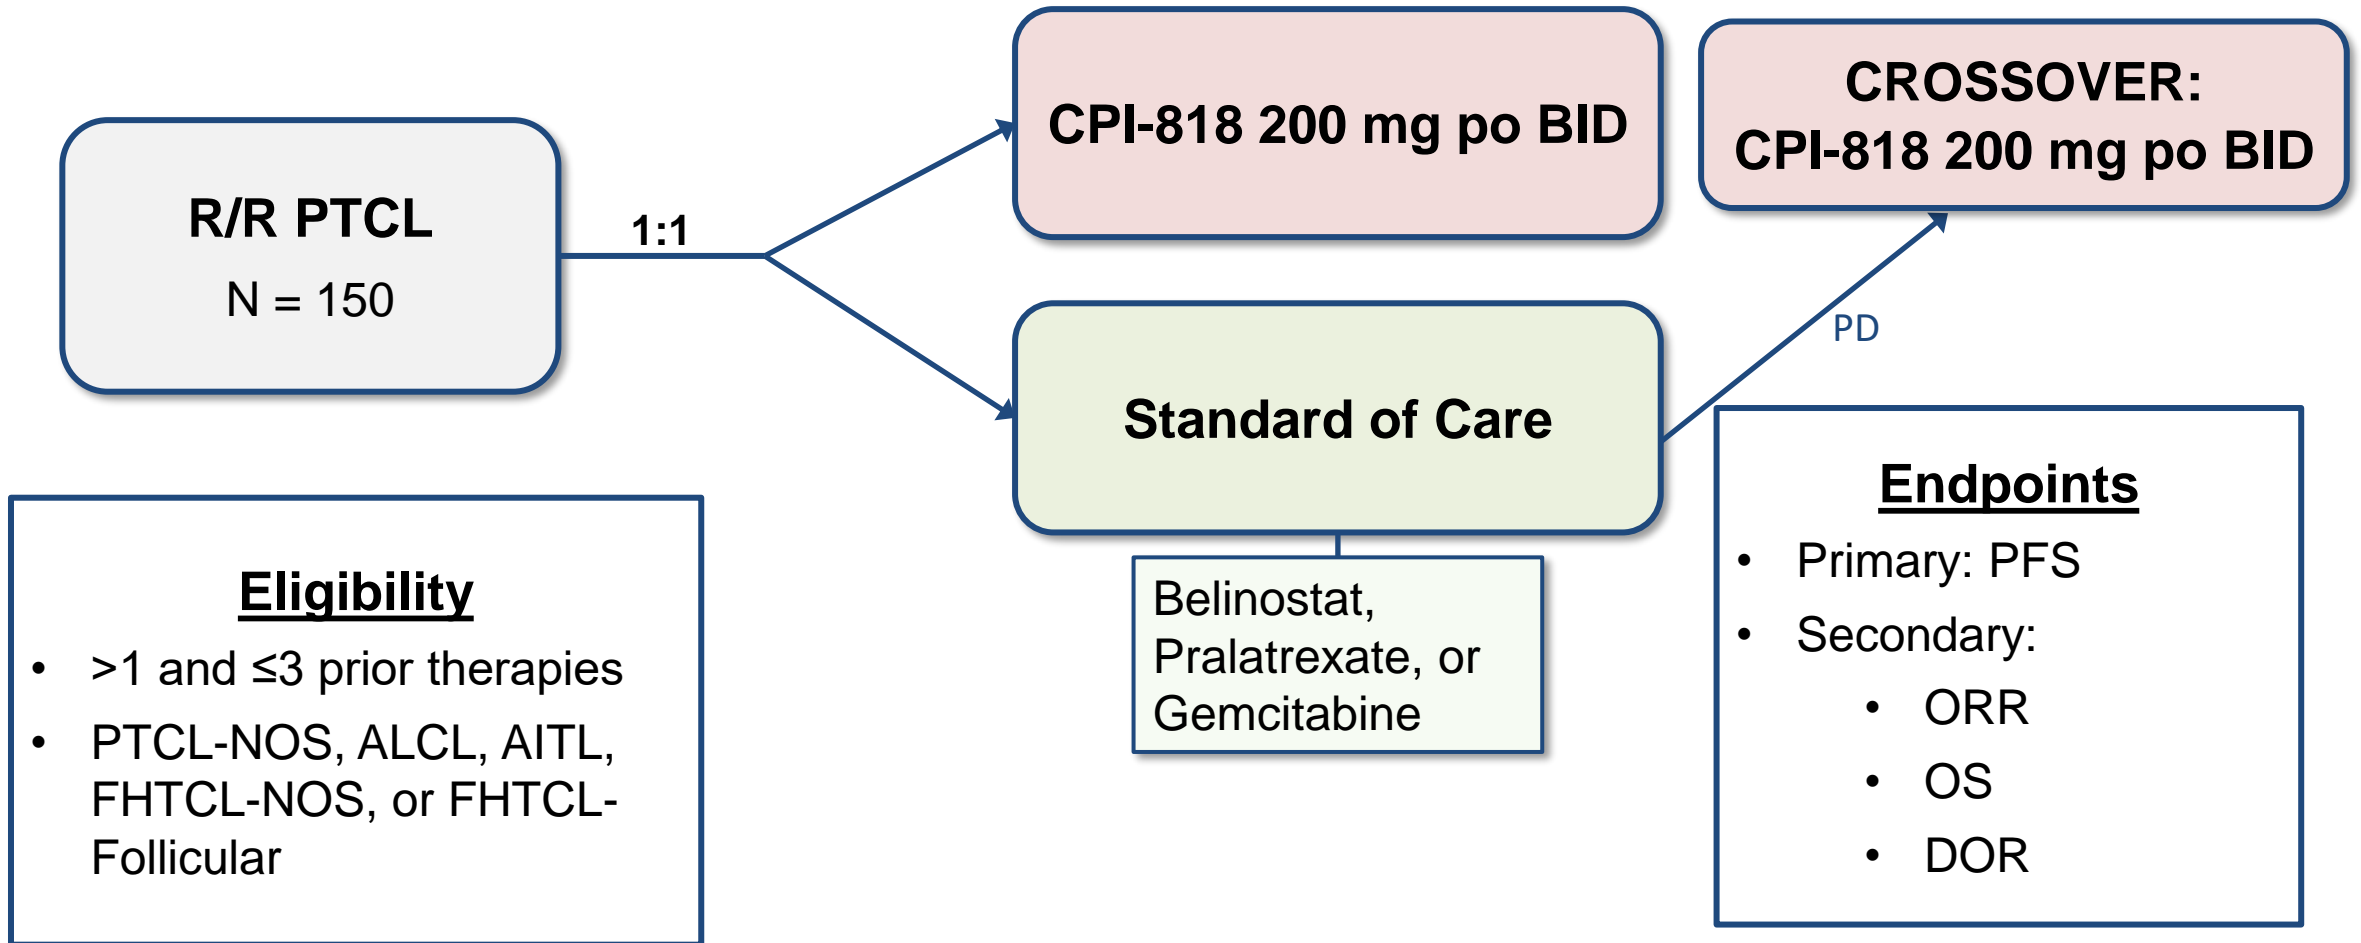 R/R PTCL
N = 150
1:1
CPI-818 200 mg po BID
CROSSOVER:
CPI-818 200 mg po BID
PD
Standard of Care
Belinostat,
Pralatrexate, or
Gemcitabine
Eligibility
• >1 and ≤3 prior therapies
• PTCL-NOS, ALCL, AITL,
FHTCL-NOS, or FHTCL-
Follicular
Endpoints
• Primary: PFS
• Secondary:
• ORR
• OS
• DOR